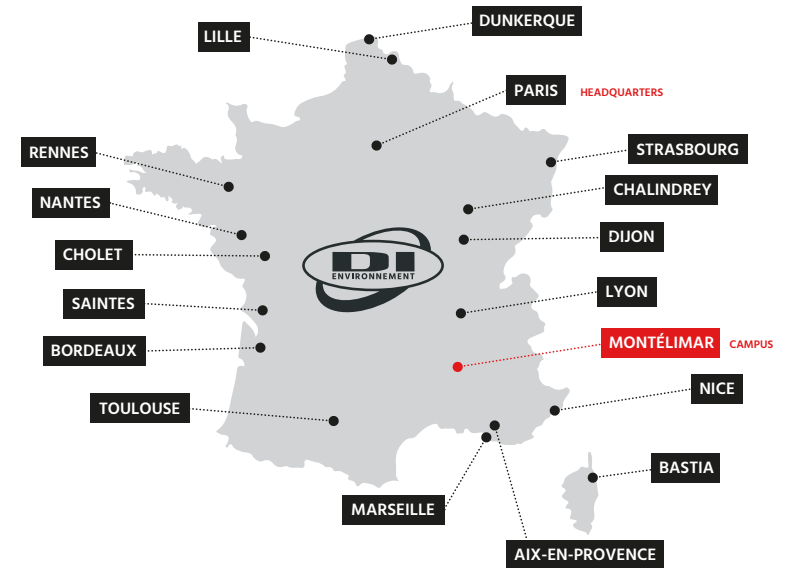 DUNKERQUE
LILLE
PARIS HEADQUARTERS
RENNES
STRASBOURG
CHALINDREY
NANTES
DIJON
CHOLET
DI
ENVIRONNEMENT
LYON
SAINTES
MONTÉLIMAR CAMPUS
BORDEAUX
NICE
TOULOUSE
BASTIA
MARSEILLE
AIX-EN-PROVENCE